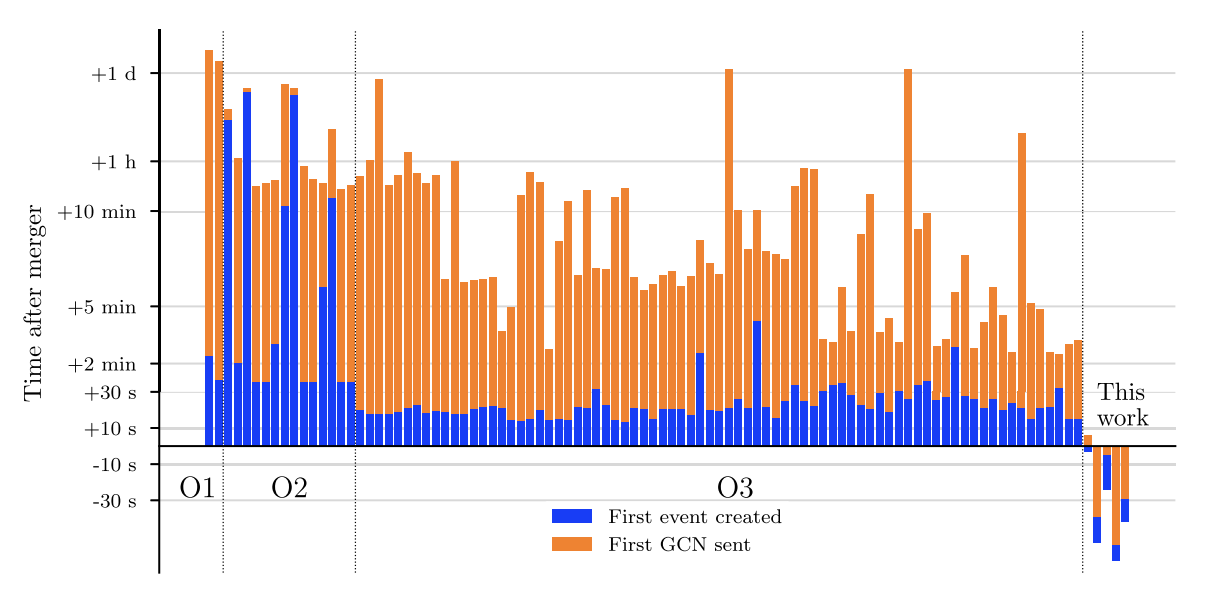 Time after merger
+1 d
+1 h
+10 min
+5 min
+2 min
+30 s
+10 s
-10 s
-30 s
This
work
O1
O2
O3
First event created
First GCN sent